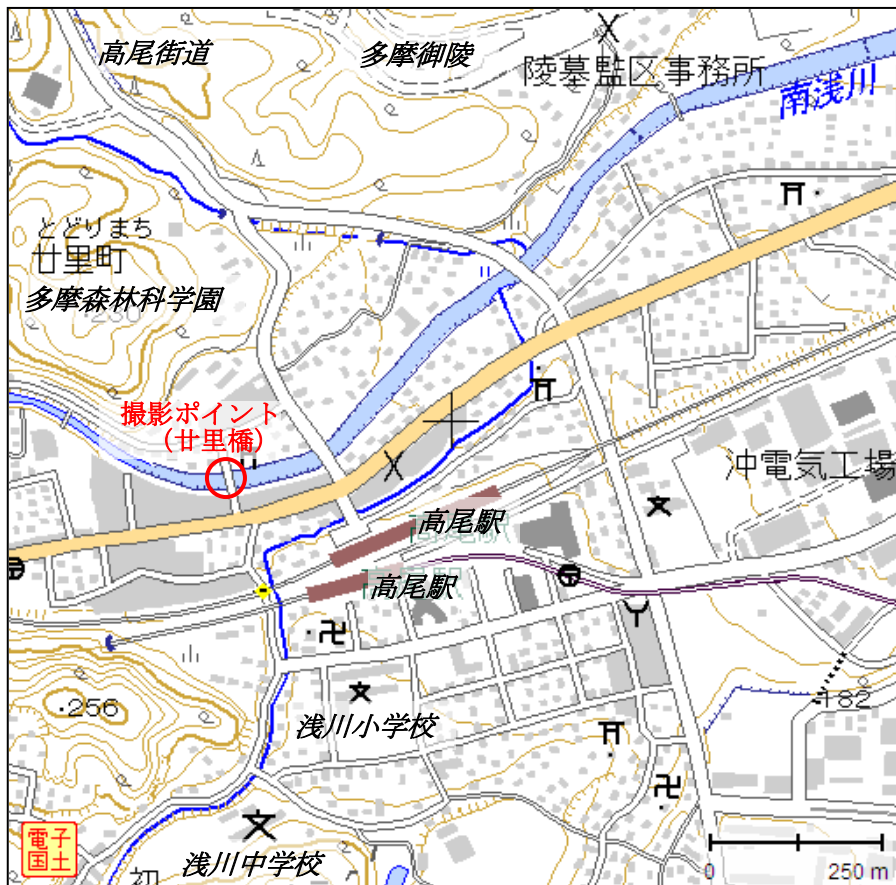 高尾街道
多摩御陵
陵墓監区事務所
南浅川
とどりまち
廿里町
多摩森林科学園
撮影ポイント
(廿里橋)
沖電気工場
高尾駅
高尾駅
浅川小学校
256
182
浅川中学校
初
電子
国土
0
250 m